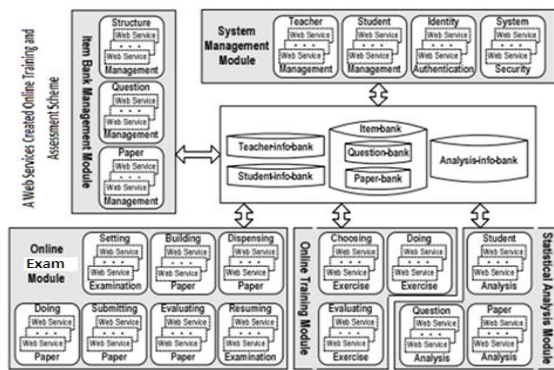 A Web Services Created Online Training and
Assessment Scheme
Item Bank Management Module
Structure
Web Service
Web Service
Management
Question
Web Service
Web Service
Management
Paper
Web Service
Web Service
Management
System
Management
Module
Teacher
Web Service
Web Service
Management
Student
Web Service
Web Service
Management
Identity
Web Service
Web Service
Authentication
System
Web Service
Web Service
Security
Teacher-info-bank
Student-info-bank
Item-bank
Question-bank
Paper-bank
Analysis-info-bank
Online
Exam
Module
Setting
Web Service
Web Service
Examination
Building
Web Service
Web Service
Paper
Dispensing
Web Service
Web Service
Paper
Doing
Web Service
Web Service
Paper
Submitting
Web Service
Web Service
Paper
Evaluating
Web Service
Web Service
Paper
Resuming
Web Service
Web Service
Examination
Online Training Module
Choosing
Web Service
Web Service
Exercise
Doing
Web Service
Web Service
Exercise
Evaluating
Web Service
Web Service
Exercise
Statistical Analysis Module
Student
Web Service
Web Service
Analysis
Question
Web Service
Web Service
Analysis
Paper
Web Service
Web Service
Analysis